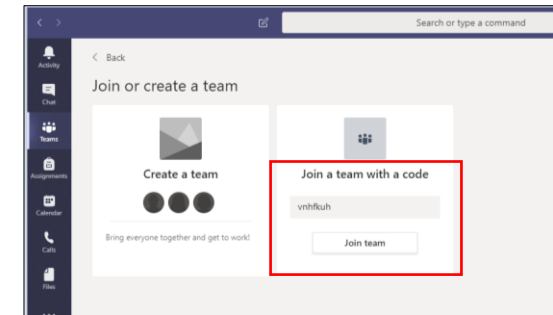 Search or type a command
Activity
Chat
Teams
Assignments
Calendar
Calls
Files
< Back
Join or create a team
Create a team
Bring everyone together and get to work!
Join a team with a code
vnhfkuh
Join team